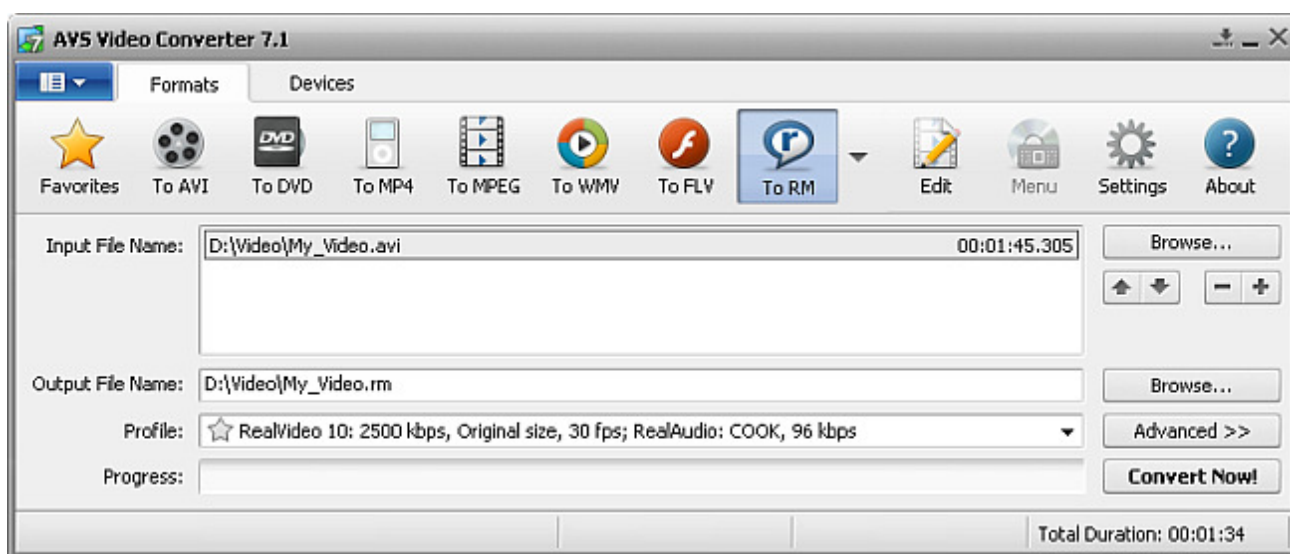 AVS Video Converter 7.1
Formats Devices
Favorites To AVI DVD To DVD To MP4 To MPEG To WMV To FLV To RM Edit Menu Settings ? About
Input File Name: D:\Video\My_Video.avi 00:01:45.305 Browse...
Output File Name: D:\Video\My_Video.rm Browse...
Profile: RealVideo 10: 2500 kbps, Original size, 30 fps; RealAudio: COOK, 96 kbps Advanced >>
Progress: Convert Now!
Total Duration: 00:01:34